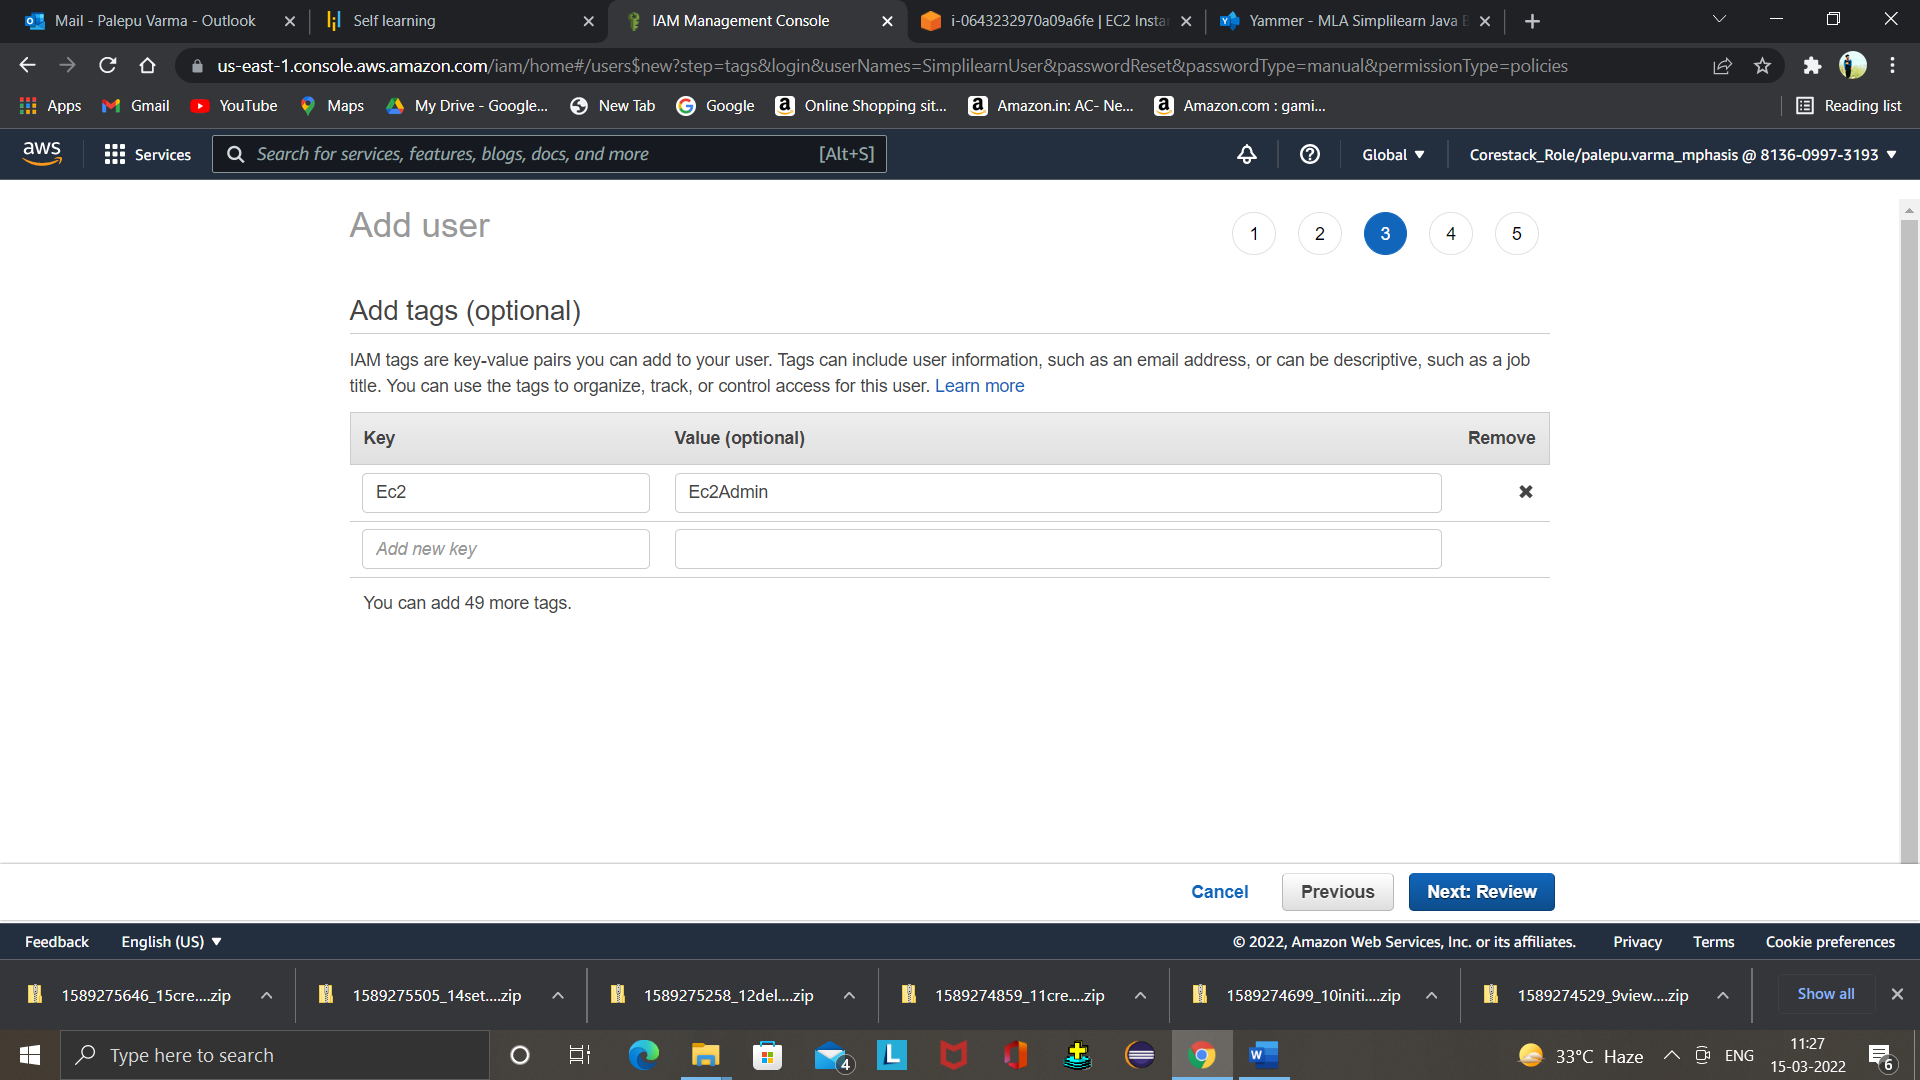 Mail - Palepu Varma - Outlook
Self learning
IAM Management Console
i-0643232970a09a6fe | EC2 Insta
Yammer - MLA Simplilearn Java
us-east-1.console.aws.amazon.com/iam/home#/users$new?step=tags&login&userNames=SimplilearnUser&passwordReset&passwordType=manual&permissionType=policies
Apps
Gmail
YouTube
Maps
My Drive - Google...
New Tab
Google
Online Shopping sit...
Amazon.in: AC- Ne...
Amazon.com : gami...
Reading list
aws
Services
Search for services, features, blogs, docs, and more
[Alt+S]
Global
Corestack_Role/palepu.varma_mphasis @ 8136-0997-3193
Add user
1
2
3
4
5
Add tags (optional)
IAM tags are key-value pairs you can add to your user. Tags can include user information, such as an email address, or can be descriptive, such as a job
title. You can use the tags to organize, track, or control access for this user. Learn more
Key
Value (optional)
Remove
Ec2
Ec2Admin
Add new key
You can add 49 more tags.
Cancel
Previous
Next: Review
Feedback
English (US)
© 2022, Amazon Web Services, Inc. or its affiliates.
Privacy
Terms
Cookie preferences
1589275646_15cre....zip
1589275505_14set....zip
1589275258_12del....zip
1589274859_11cre....zip
1589274699_10initi....zip
1589274529_9view....zip
Show all
Type here to search
4
L
W
33°C Haze
ENG
11:27
15-03-2022
6